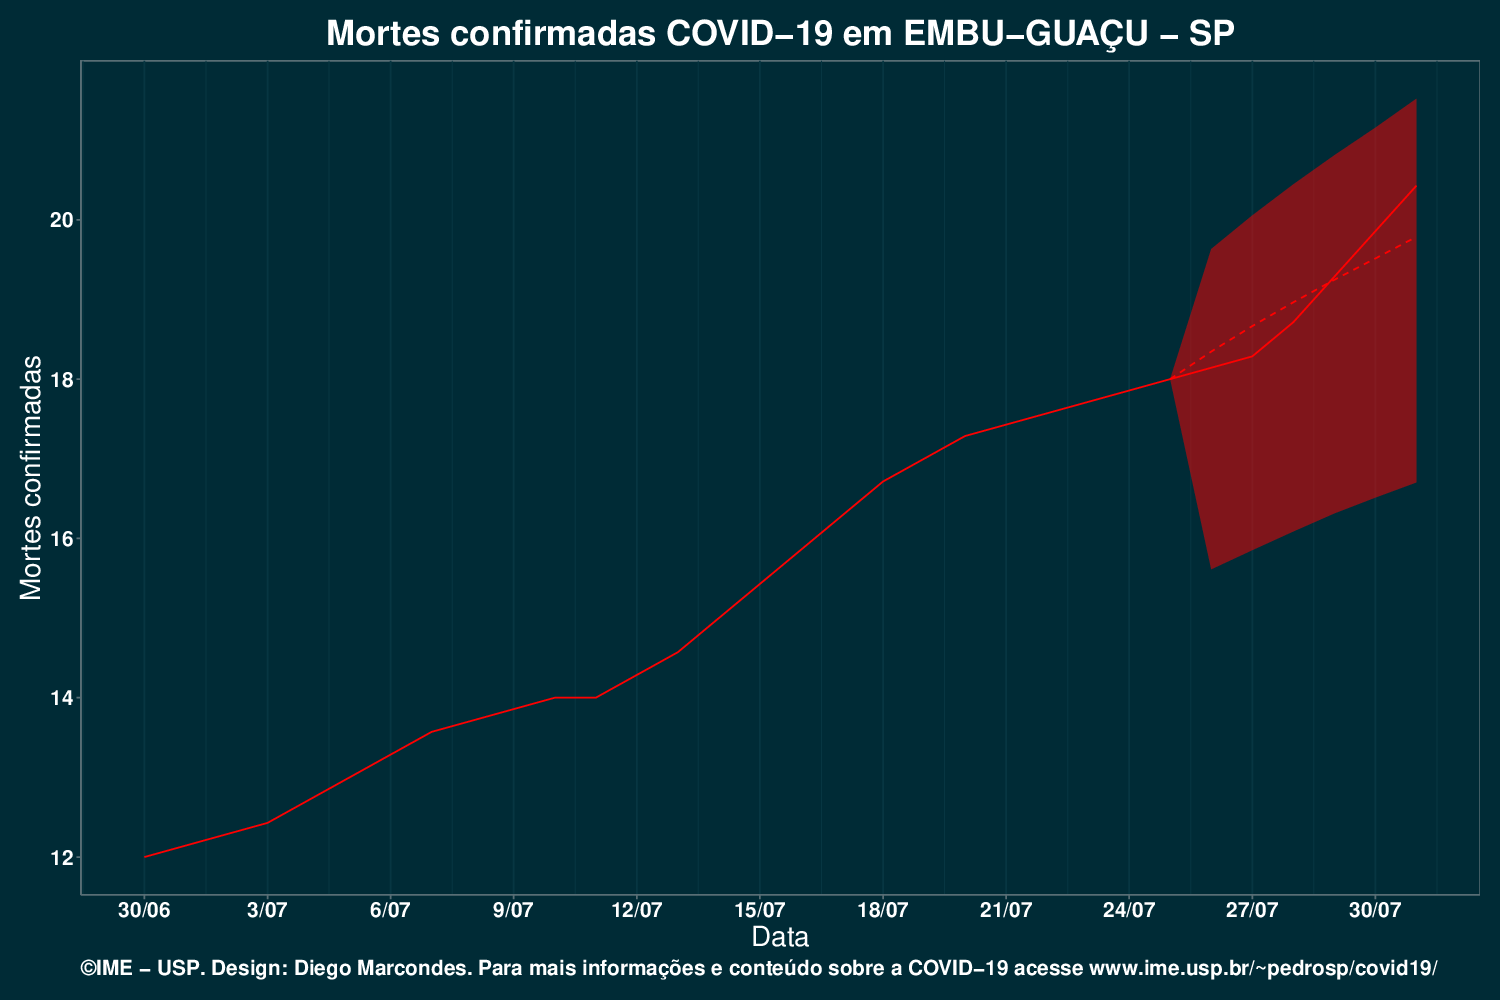 Mortes confirmadas COVID−19 em EMBU−GUAÇU − SP
Mortes confirmadas
20
18
16
14
12
30/06 3/07 6/07 9/07 12/07 15/07 18/07 21/07 24/07 27/07 30/07
Data
©IME − USP. Design: Diego Marcondes. Para mais informações e conteúdo sobre a COVID−19 acesse www.ime.usp.br/~pedrosp/covid19/